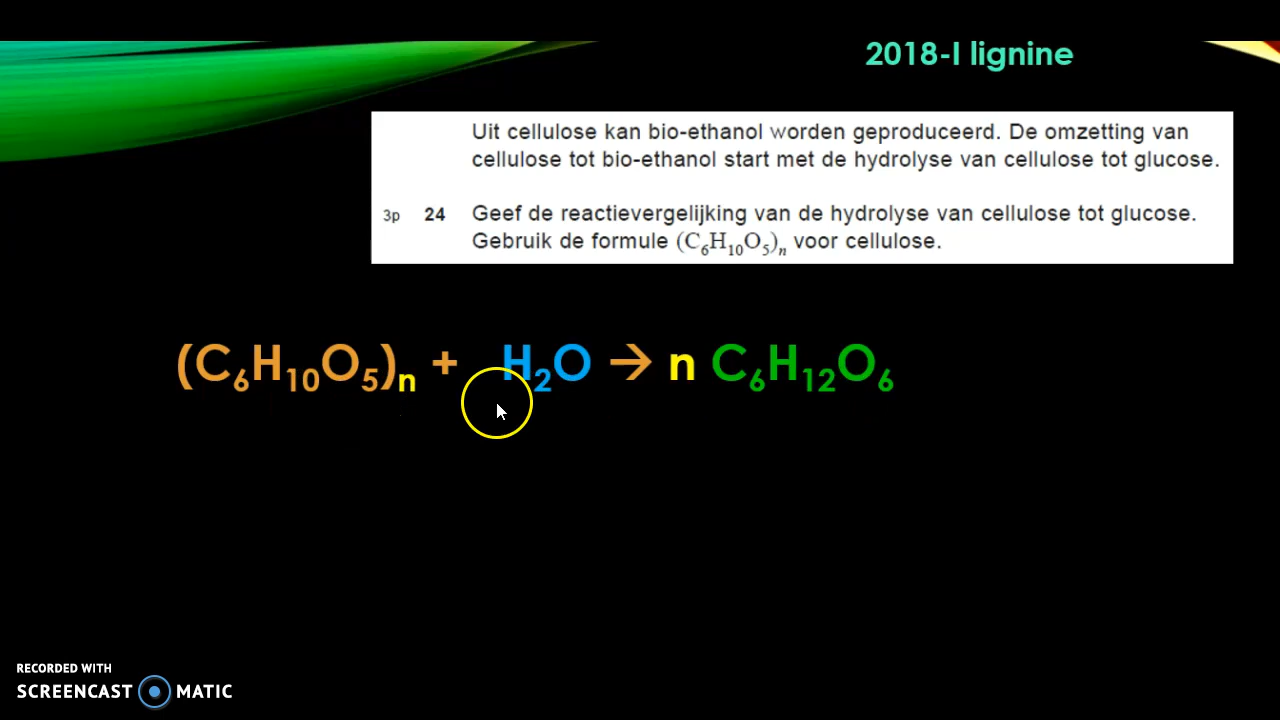 2018-I lignine
Uit cellulose kan bio-ethanol worden geproduceerd. De omzetting van
cellulose tot bio-ethanol start met de hydrolyse van cellulose tot glucose.
3p 24 Geef de reactievergelijking van de hydrolyse van cellulose tot glucose.
Gebruik de formule (C₆H₁₀O₅)ₙ voor cellulose.
(C₆H₁₀O₅)ₙ + H₂O → n C₆H₁₂O₆
RECORDED WITH
SCREENCAST MATIC